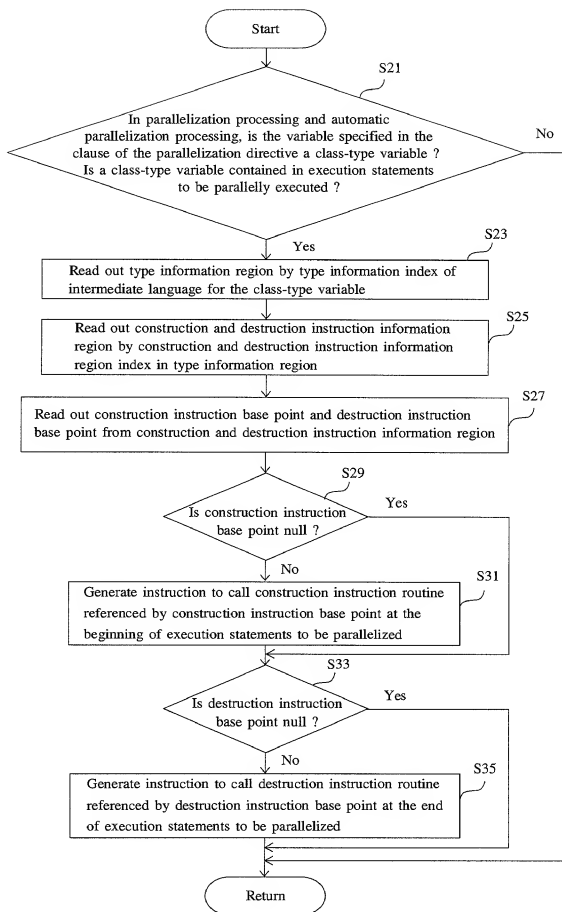 Start
S21
In parallelization processing and automatic
parallelization processing, is the variable specified in the
clause of the parallelization directive a class-type variable ?
Is a class-type variable contained in execution statements
to be parallelly executed ?
No
Yes
S23
Read out type information region by type information index of
intermediate language for the class-type variable
S25
Read out construction and destruction instruction information
region by construction and destruction instruction information
region index in type information region
S27
Read out construction instruction base point and destruction instruction
base point from construction and destruction instruction information region
S29
Is construction instruction
base point null ?
Yes
No
S31
Generate instruction to call construction instruction routine
referenced by construction instruction base point at the
beginning of execution statements to be parallelized
S33
Is destruction instruction
base point null ?
Yes
No
S35
Generate instruction to call destruction instruction routine
referenced by destruction instruction base point at the end
of execution statements to be parallelized
Return